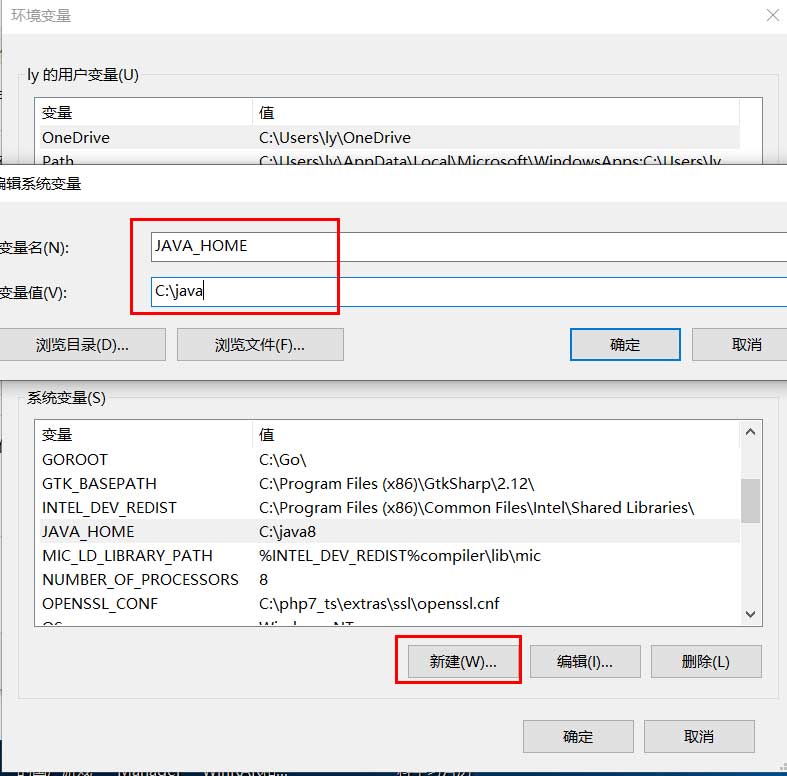 环境变量
ly 的用户变量(U)
变量 值
OneDrive C:\Users\ly\OneDrive
Path C:\Users\ly\AppData\Local\Microsoft\WindowsApps;C:\Users\ly
编辑系统变量
变量名(N): JAVA_HOME
变量值(V): C:\java
浏览目录(D)... 浏览文件(F)... 确定 取消
系统变量(S)
变量 值
GOROOT C:\Go\
GTK_BASEPATH C:\Program Files (x86)\GtkSharp\2.12\
INTEL_DEV_REDIST C:\Program Files (x86)\Common Files\Intel\Shared Libraries\
JAVA_HOME C:\java8
MIC_LD_LIBRARY_PATH %INTEL_DEV_REDIST%compiler\lib\mic
NUMBER_OF_PROCESSORS 8
OPENSSL_CONF C:\php7_ts\extras\ssl\openssl.cnf
OS Windows_NT
新建(W)... 编辑(I)... 删除(L)
确定 取消